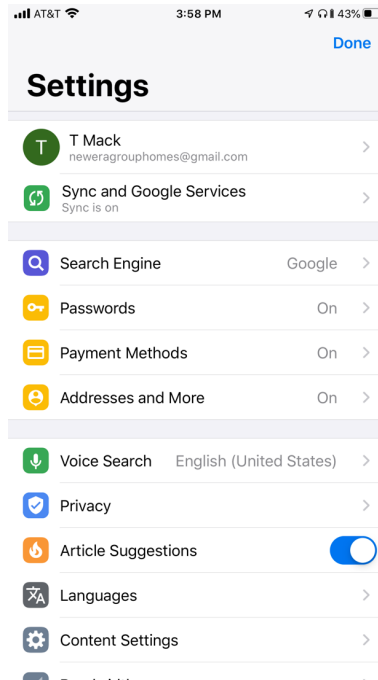 AT&T 3:58 PM 43%
Done
Settings
T T Mack
neweragrouphomes@gmail.com
Sync and Google Services
Sync is on
Search Engine Google
Passwords On
Payment Methods On
Addresses and More On
Voice Search English (United States)
Privacy
Article Suggestions
Languages
Content Settings